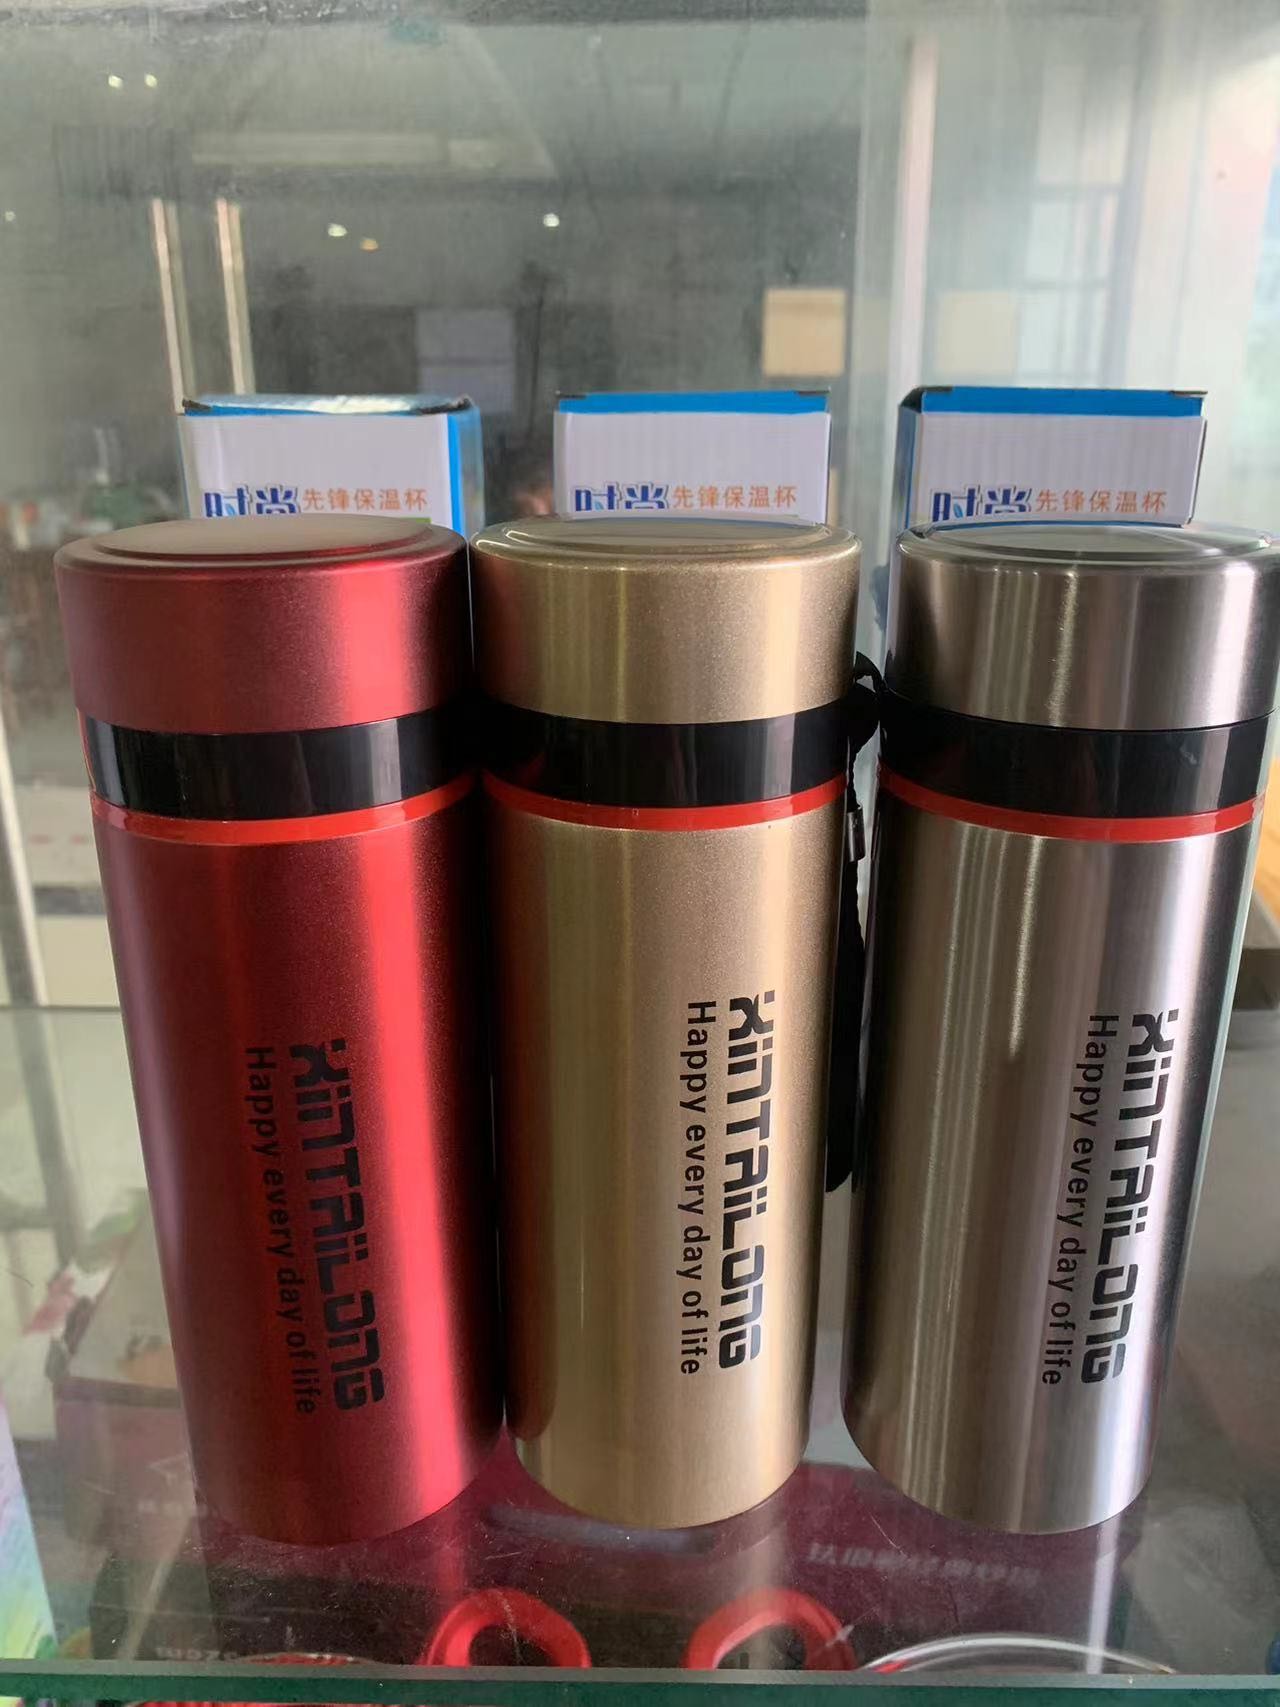 时尚先锋保温杯
时尚先锋保温杯
时尚先锋保温杯
XINTAILONG
Happy every day of life
XINTAILONG
Happy every day of life
XINTAILONG
Happy every day of life